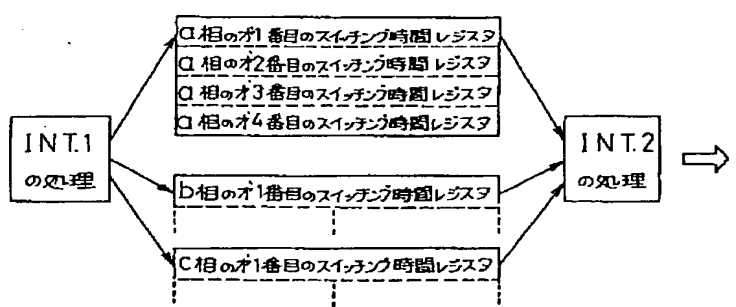 a相のオ1番目のスイッチング時間レジスタ
a相のオ2番目のスイッチング時間レジスタ
a相のオ3番目のスイッチング時間レジスタ
a相のオ4番目のスイッチング時間レジスタ
INT.1
の処理
b相のオ1番目のスイッチング時間レジスタ
c相のオ1番目のスイッチング時間レジスタ
INT.2
の処理